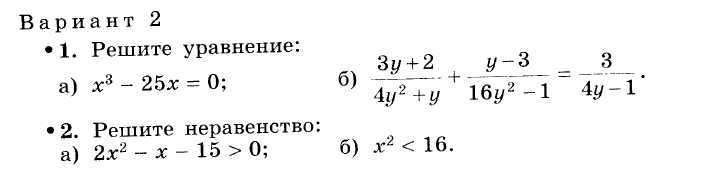 Вариант 2
• 1. Решите уравнение:
а) x³ – 25x = 0; б) (3y + 2)/(4y² + y) + (y – 3)/(16y² – 1) = 3/(4y – 1).
• 2. Решите неравенство:
а) 2x² – x – 15 > 0; б) x² < 16.